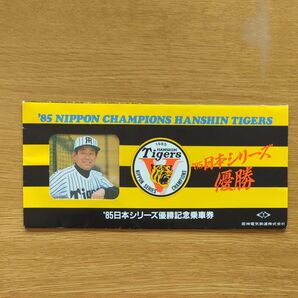 '85 NIPPON CHAMPIONS HANSHIN TIGERS
1985
HANSHIN
Tigers
NIPPON SERIES CHAMPIONS
'85日本シリーズ
優勝
'85日本シリーズ優勝記念乗車券
阪神電気鉄道株式会社